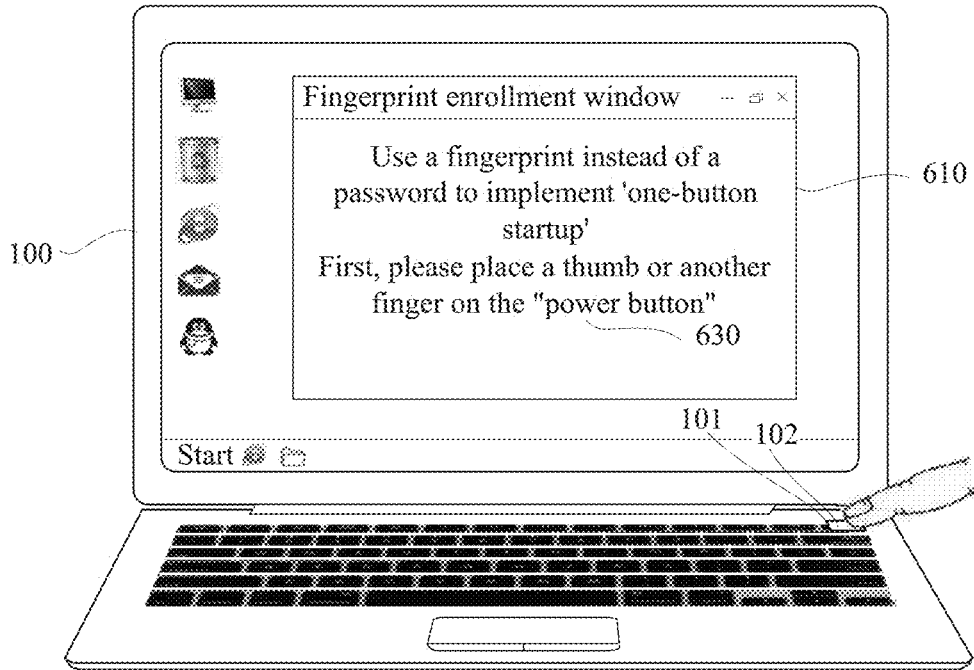 Fingerprint enrollment window
Use a fingerprint instead of a
password to implement 'one-button
startup'
First, please place a thumb or another
finger on the "power button"
610
100
630
101
102
Start